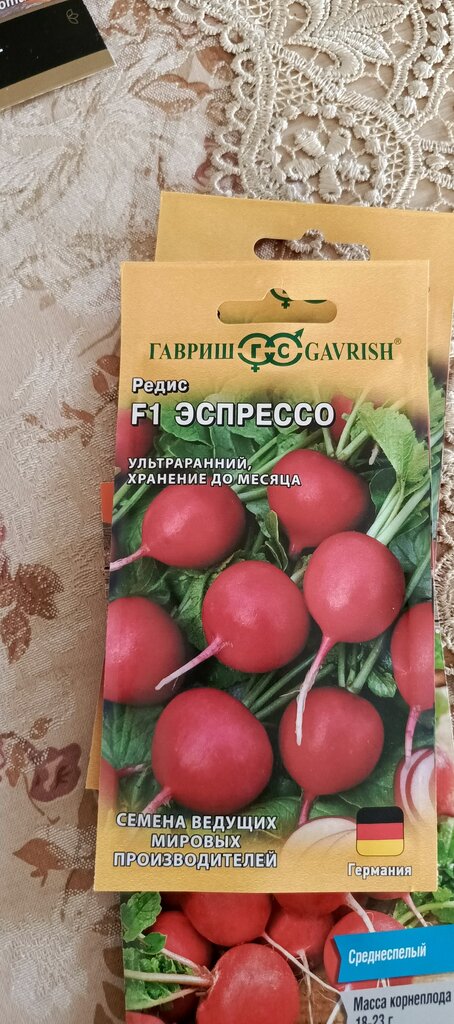 ГАВРИШ ГС GAVRISH®
Редис
F1 ЭСПРЕССО
УЛЬТРАРАННИЙ,
ХРАНЕНИЕ ДО МЕСЯЦА
СЕМЕНА ВЕДУЩИХ
МИРОВЫХ
ПРОИЗВОДИТЕЛЕЙ
Германия
Среднеспелый
Масса корнеплода
18-23 г